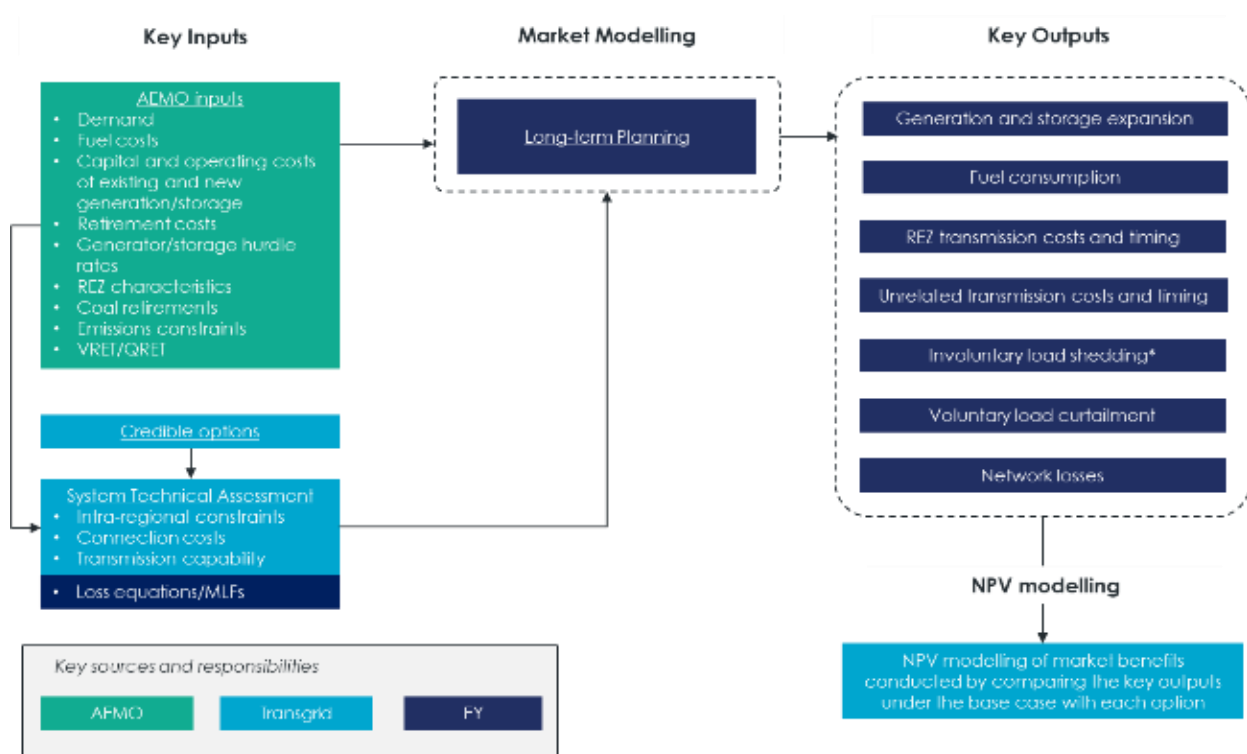 Key Inputs
Market Modelling
Key Outputs
AEMO inputs
• Demand
• Fuel costs
• Capital and operating costs
of existing and new
generation/storage
• Retirement costs
• Generator/storage hurdle
rates
• REZ characteristics
• Coal retirements
• Emissions constraints
• VRET/QRET
Credible options
System Technical Assessment
• Intra-regional constraints
• Connection costs
• Transmission capability
• Loss equations/MLFs
Long-term Planning
Generation and storage expansion
Fuel consumption
REZ transmission costs and timing
Unrelated transmission costs and timing
Involuntary load shedding*
Voluntary load curtailment
Network losses
NPV modelling
NPV modelling of market benefits
conducted by comparing the key outputs
under the base case with each option
Key sources and responsibilities
AEMO
Transgrid
EY